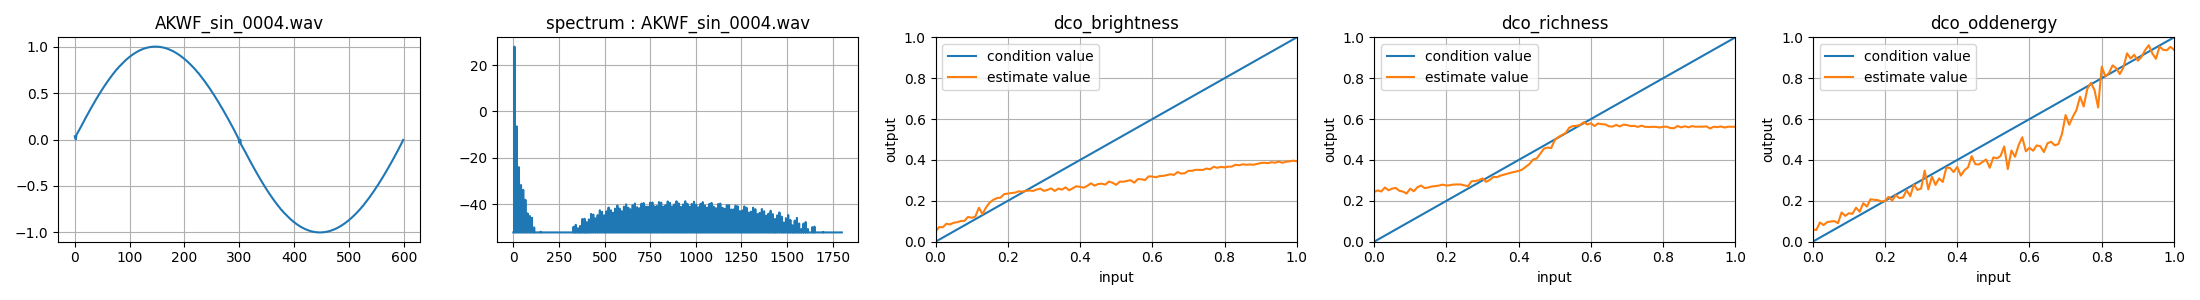 AKWF_sin_0004.wav
1.0
0.5
0.0
−0.5
−1.0
0 100 200 300 400 500 600
spectrum : AKWF_sin_0004.wav
20
0
−20
−40
0 250 500 750 1000 1250 1500 1750
dco_brightness
condition value
estimate value
output
1.0
0.8
0.6
0.4
0.2
0.0
0.0 0.2 0.4 0.6 0.8 1.0
input
dco_richness
condition value
estimate value
output
1.0
0.8
0.6
0.4
0.2
0.0
0.0 0.2 0.4 0.6 0.8 1.0
input
dco_oddenergy
condition value
estimate value
output
1.0
0.8
0.6
0.4
0.2
0.0
0.0 0.2 0.4 0.6 0.8 1.0
input